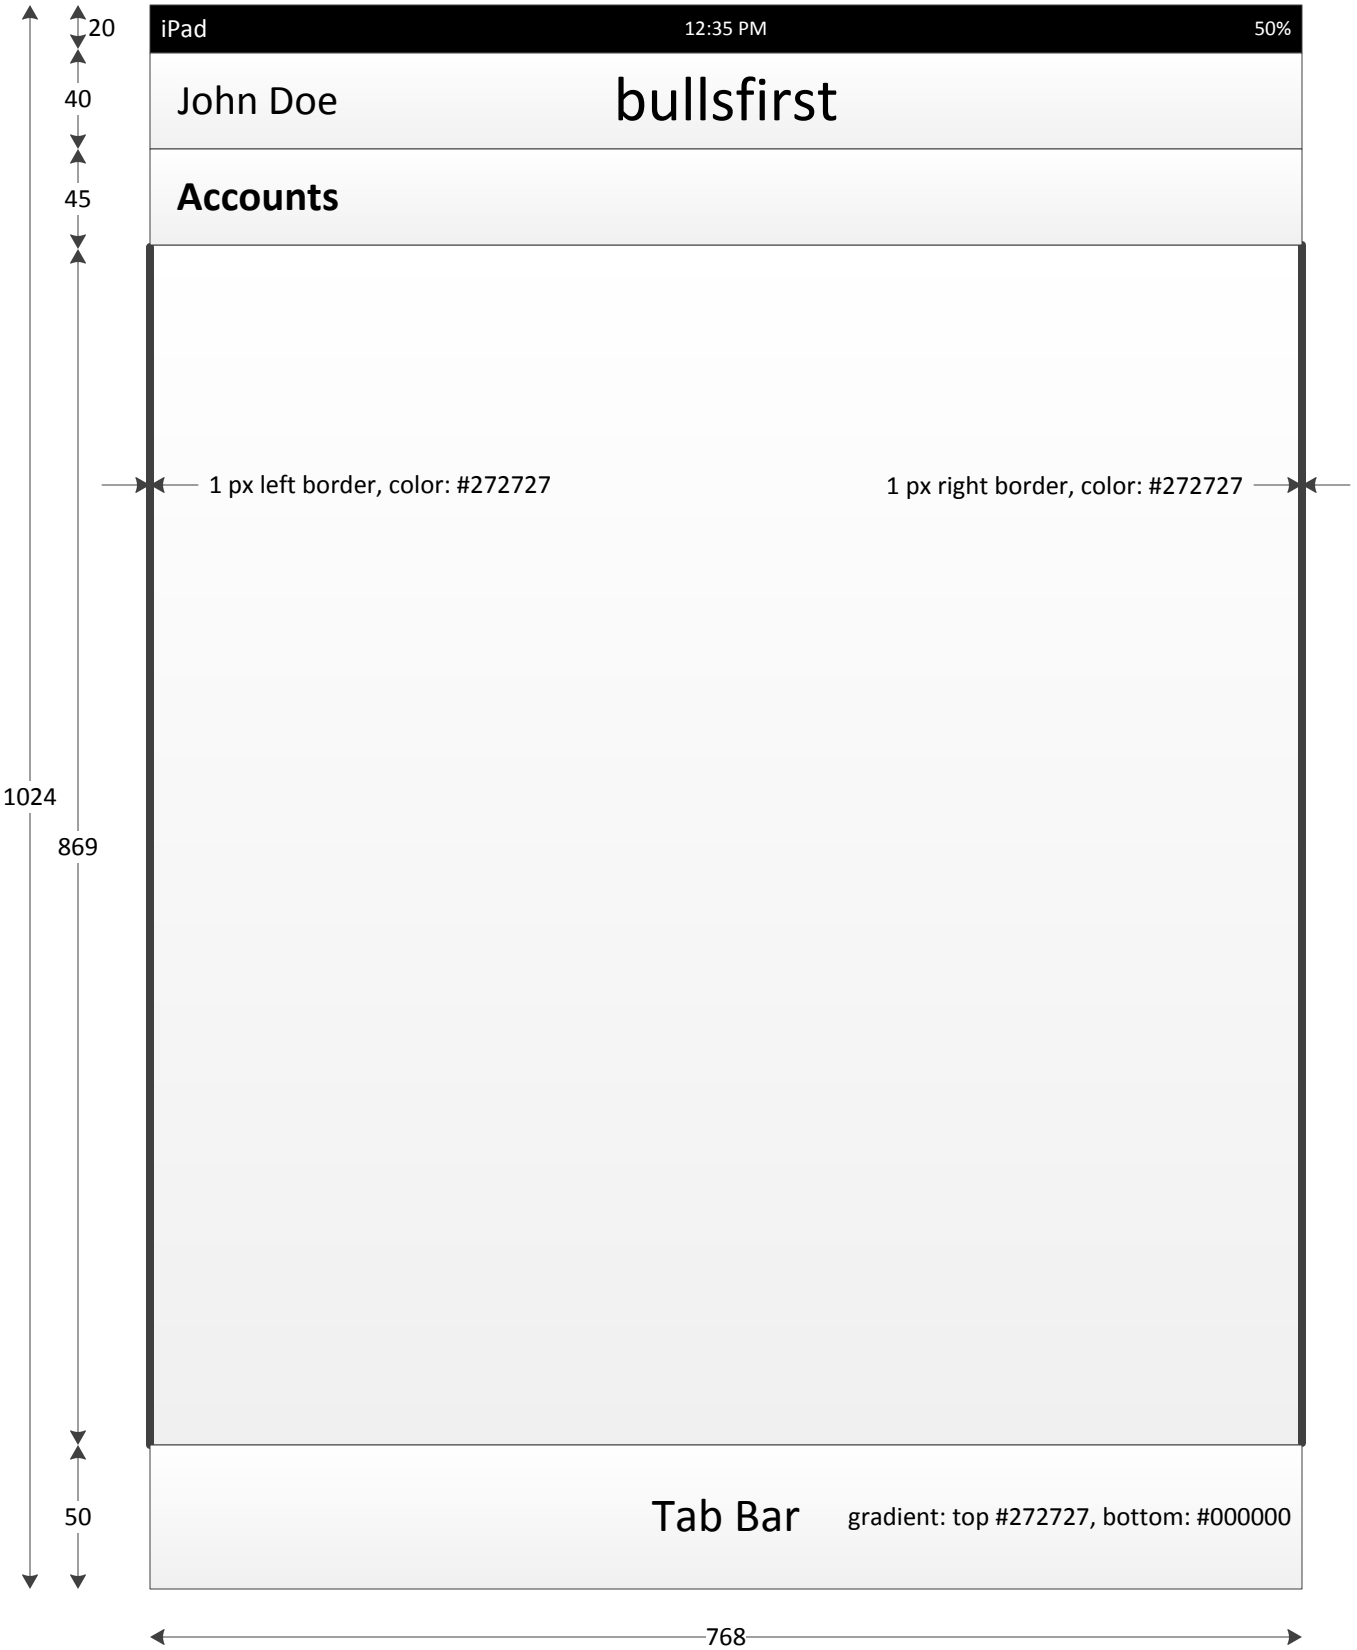 20
iPad 12:35 PM 50%
40
John Doe bullsfirst
45
Accounts
1 px left border, color: #272727 1 px right border, color: #272727
1024
869
50
Tab Bar gradient: top #272727, bottom: #000000
768